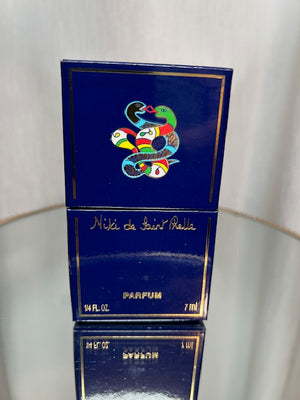 Niki de Saint Phalle
PARFUM
1/4 FL. OZ. 7 ml